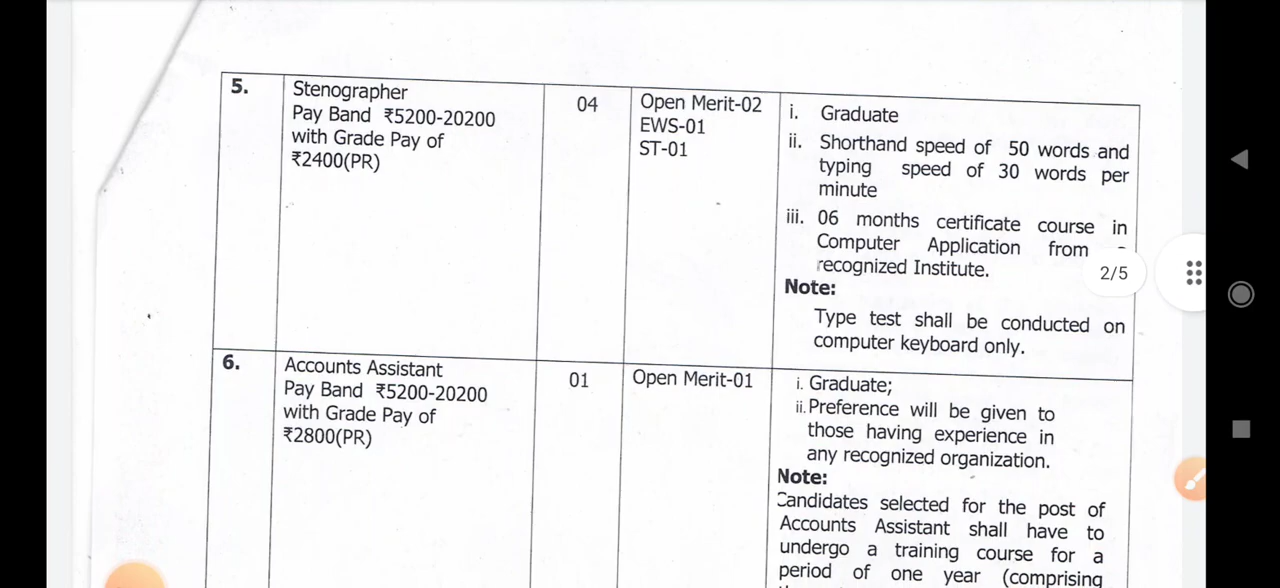 5.
Stenographer
Pay Band ₹5200-20200
with Grade Pay of
₹2400(PR)
04
Open Merit-02
EWS-01
ST-01
i. Graduate
ii. Shorthand speed of 50 words and
typing speed of 30 words per
minute
iii. 06 months certificate course in
Computer Application from
recognized Institute.
Note:
Type test shall be conducted on
computer keyboard only.
2/5
6.
Accounts Assistant
Pay Band ₹5200-20200
with Grade Pay of
₹2800(PR)
01
Open Merit-01
i. Graduate;
ii. Preference will be given to
those having experience in
any recognized organization.
Note:
Candidates selected for the post of
Accounts Assistant shall have to
undergo a training course for a
period of one year (comprising